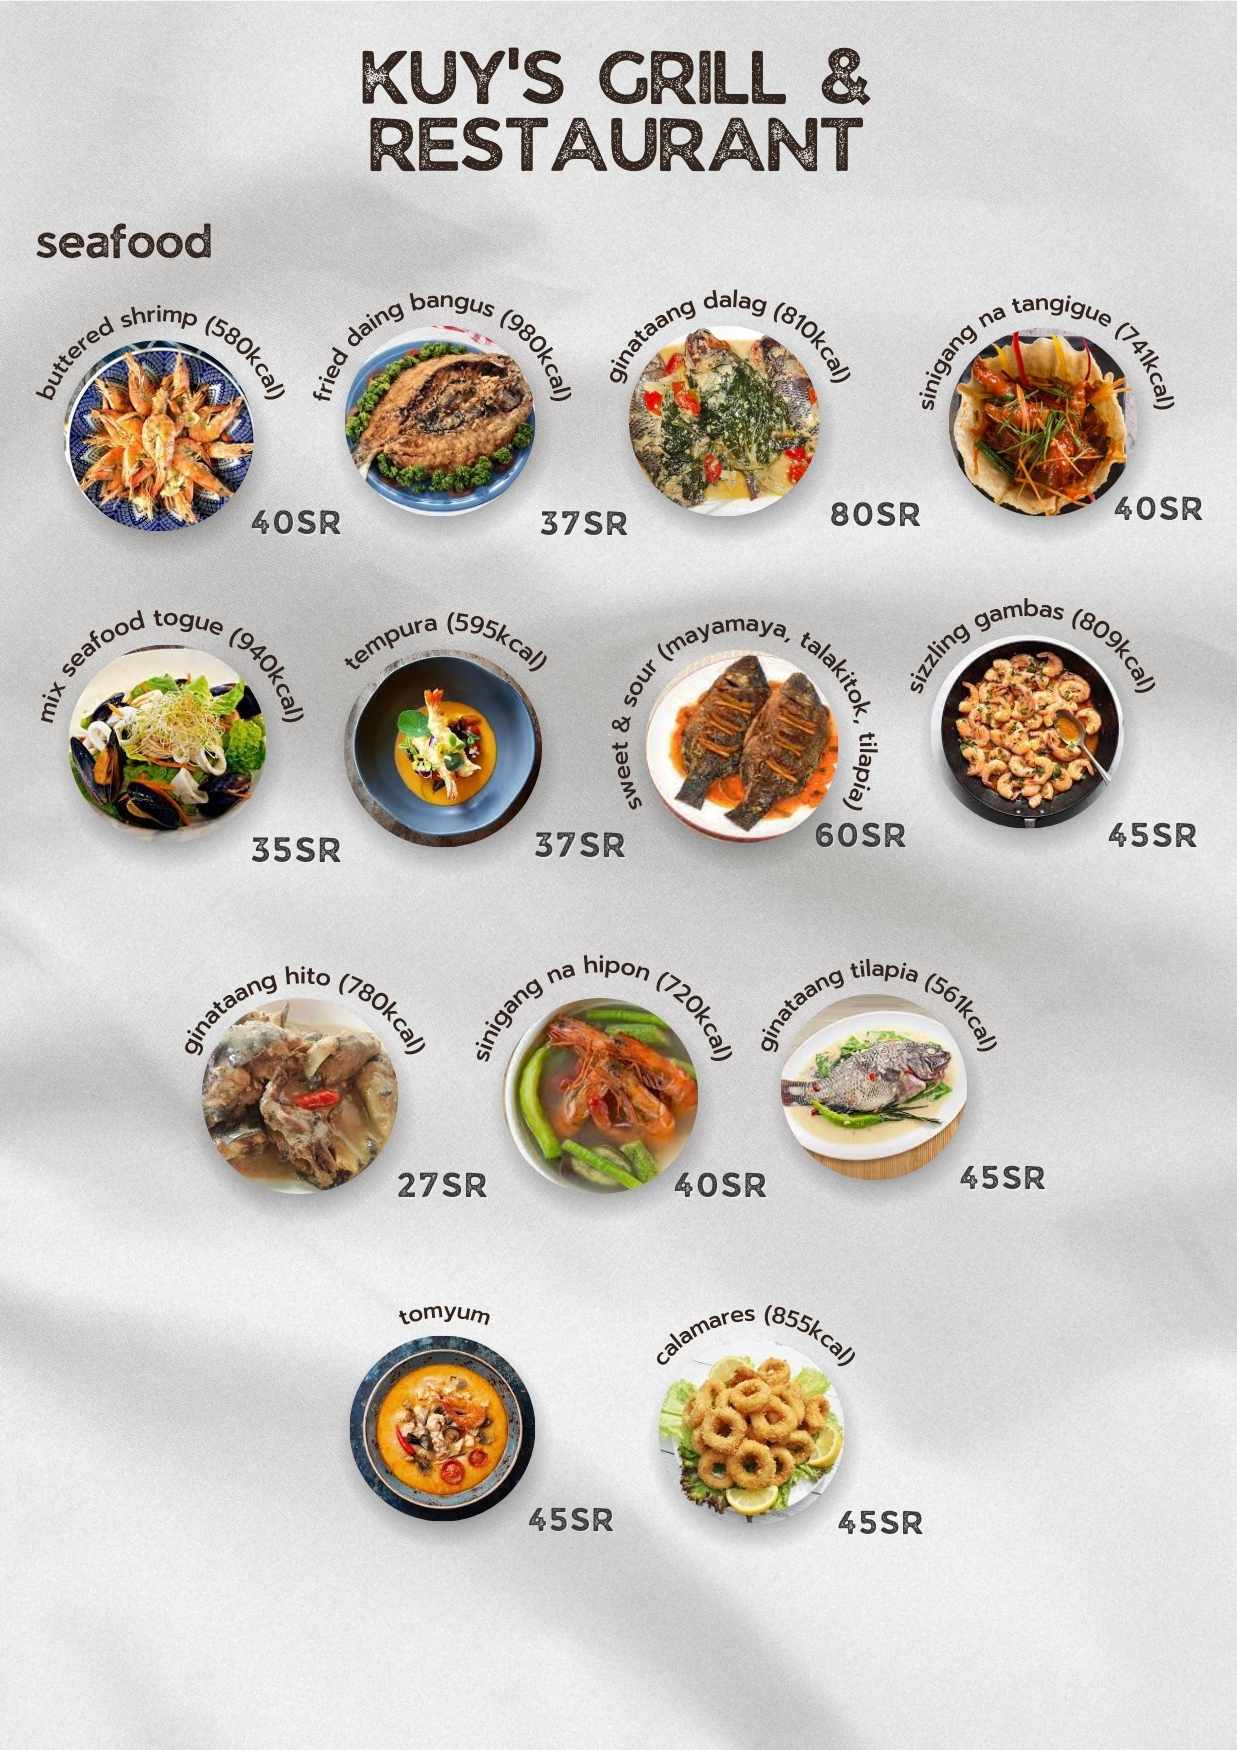 KUY'S GRILL &
RESTAURANT
seafood
buttered shrimp (580kcal)
40SR
fried daing bangus (980kcal)
37SR
ginataang dalag (810kcal)
80SR
sinigang na tangigue (741kcal)
40SR
mix seafood togue (940kcal)
35SR
tempura (595kcal)
37SR
sweet & sour (mayamaya, talakitok, tilapia)
60SR
sizzling gambas (809kcal)
45SR
ginataang hito (780kcal)
27SR
sinigang na hipon (720kcal)
40SR
ginataang tilapia (561kcal)
45SR
tomyum
45SR
calamares (855kcal)
45SR